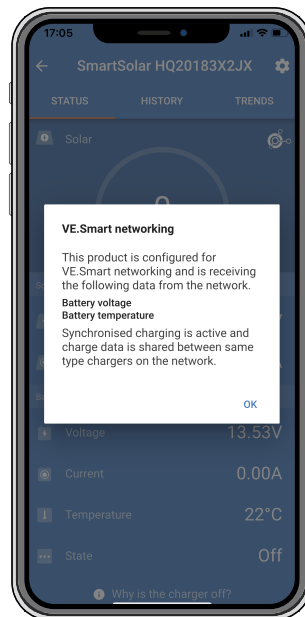 17:05
SmartSolar HQ20183X2JX
STATUS HISTORY TRENDS
Solar
VE.Smart networking
This product is configured for
VE.Smart networking and is receiving
the following data from the network.
Battery voltage
Battery temperature
Synchronised charging is active and
charge data is shared between same
type chargers on the network.
OK
Voltage 13.53V
Current 0.00A
Temperature 22°C
State Off
Why is the charger off?